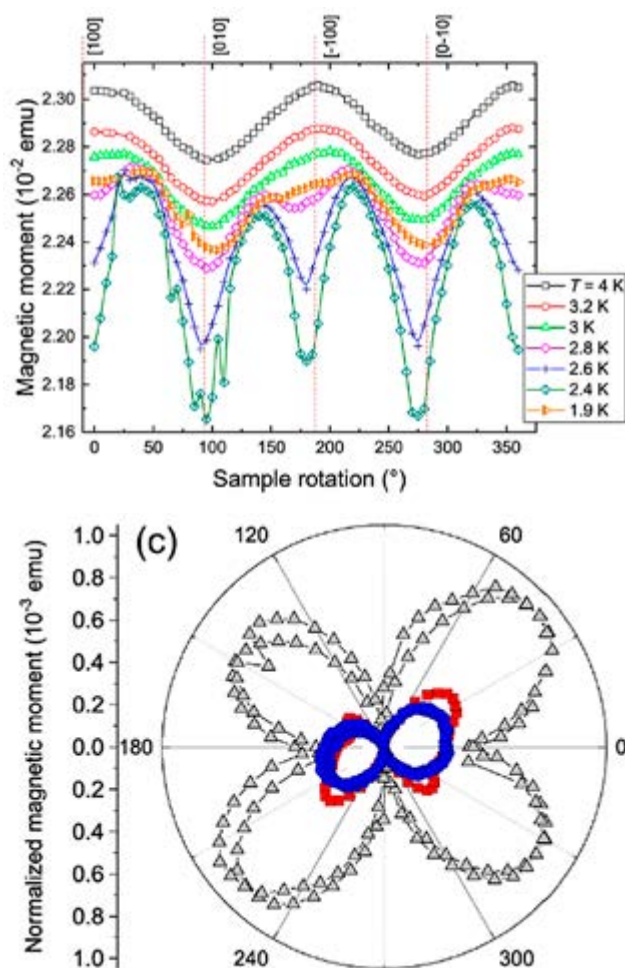 [100]
[010]
[-100]
[0-10]
Magnetic moment (10⁻² emu)
2.30
2.28
2.26
2.24
2.22
2.20
2.18
2.16
0 50 100 150 200 250 300 350
Sample rotation (°)
T = 4 K
3.2 K
3 K
2.8 K
2.6 K
2.4 K
1.9 K
(c)
Normalized magnetic moment (10⁻³ emu)
1.0
0.8
0.6
0.4
0.2
0.0
0.2
0.4
0.6
0.8
1.0
120
60
180
0
240
300